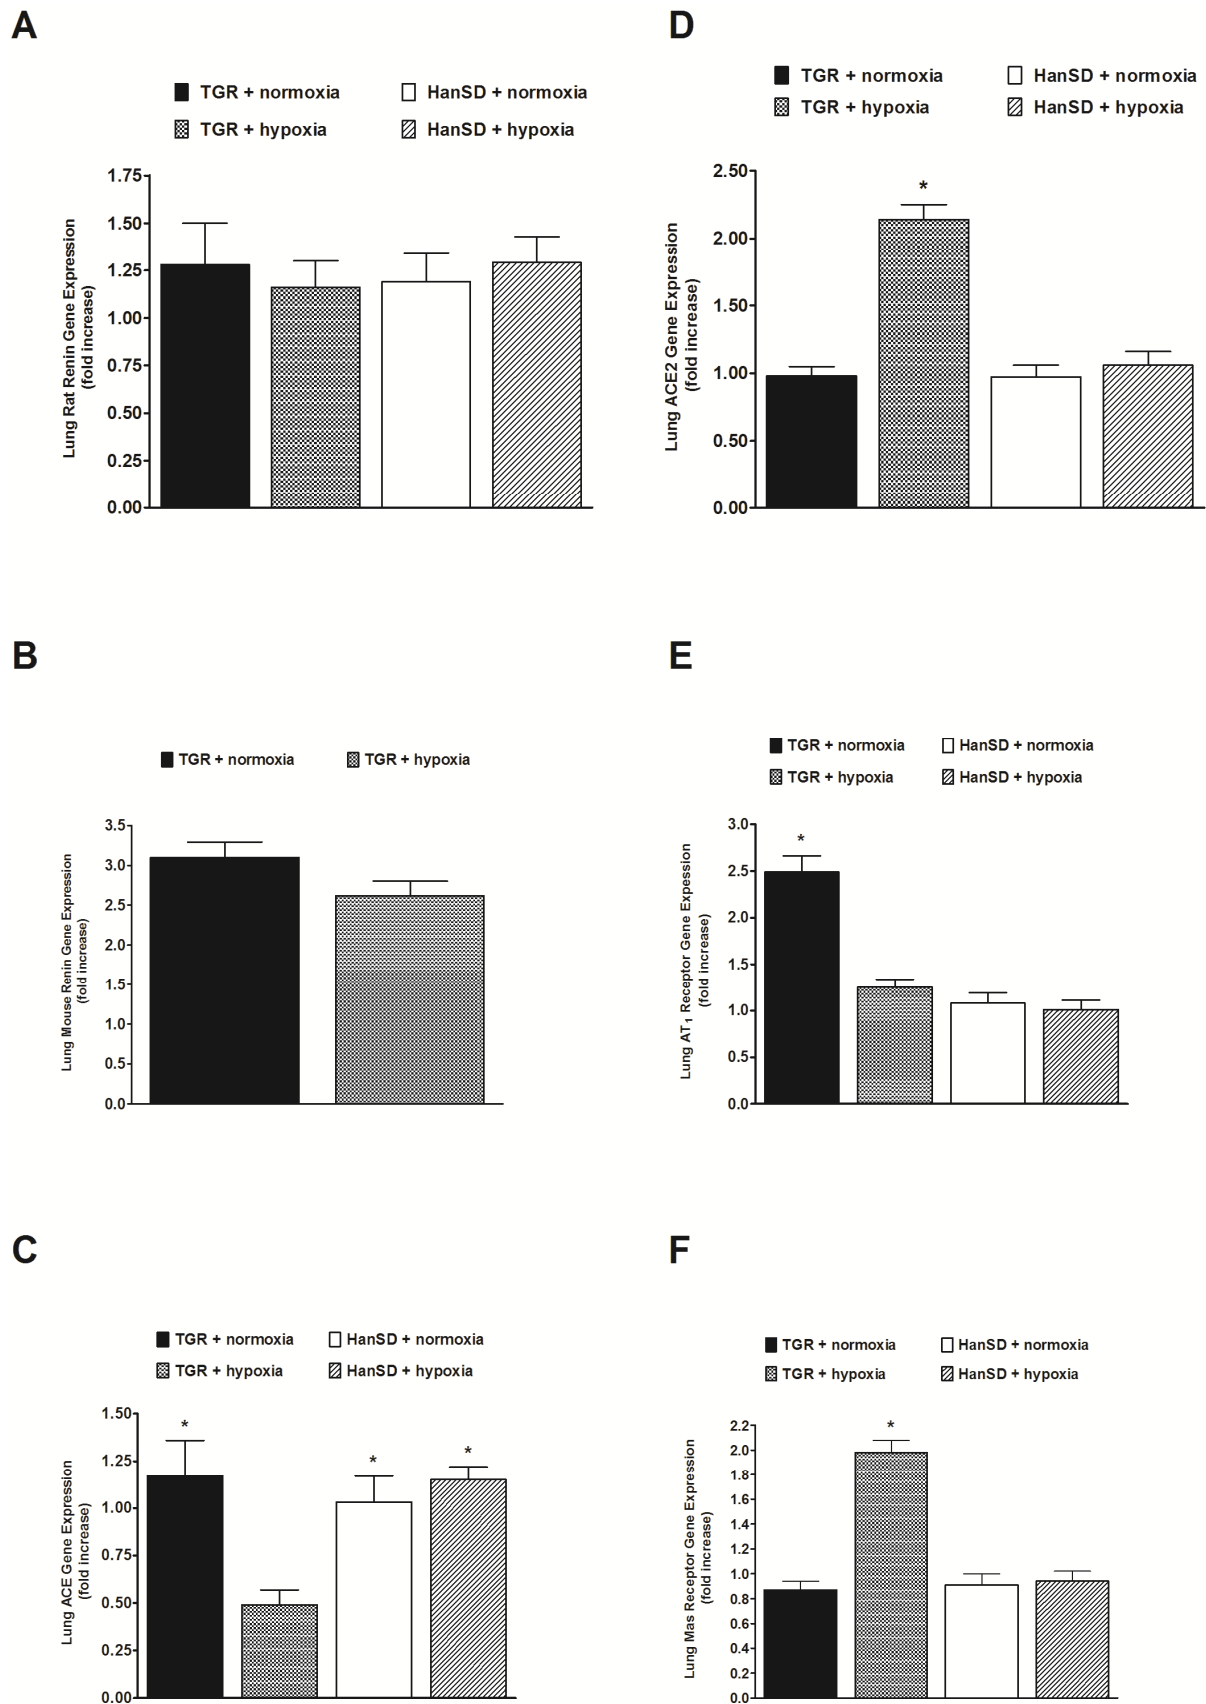 A
TGR + normoxia
HanSD + normoxia
TGR + hypoxia
HanSD + hypoxia
Lung Rat Renin Gene Expression
(fold increase)
1.75
1.50
1.25
1.00
0.75
0.50
0.25
0.00
D
TGR + normoxia
HanSD + normoxia
TGR + hypoxia
HanSD + hypoxia
Lung ACE2 Gene Expression
(fold increase)
2.50
2.00
1.50
1.00
0.50
0.00
*
B
TGR + normoxia
TGR + hypoxia
Lung Mouse Renin Gene Expression
(fold increase)
3.5
3.0
2.5
2.0
1.5
1.0
0.5
0.0
E
TGR + normoxia
HanSD + normoxia
TGR + hypoxia
HanSD + hypoxia
Lung AT1 Receptor Gene Expession
(fold increase)
3.0
2.5
2.0
1.5
1.0
0.5
0.0
*
C
TGR + normoxia
HanSD + normoxia
TGR + hypoxia
HanSD + hypoxia
Lung ACE Gene Expression
(fold increase)
1.50
1.25
1.00
0.75
0.50
0.25
0.00
*
*
*
F
TGR + normoxia
HanSD + normoxia
TGR + hypoxia
HanSD + hypoxia
Lung Mas Receptor Gene Expression
(fold increase)
2.2
2.0
1.8
1.6
1.4
1.2
1.0
0.8
0.6
0.4
0.2
0.0
*